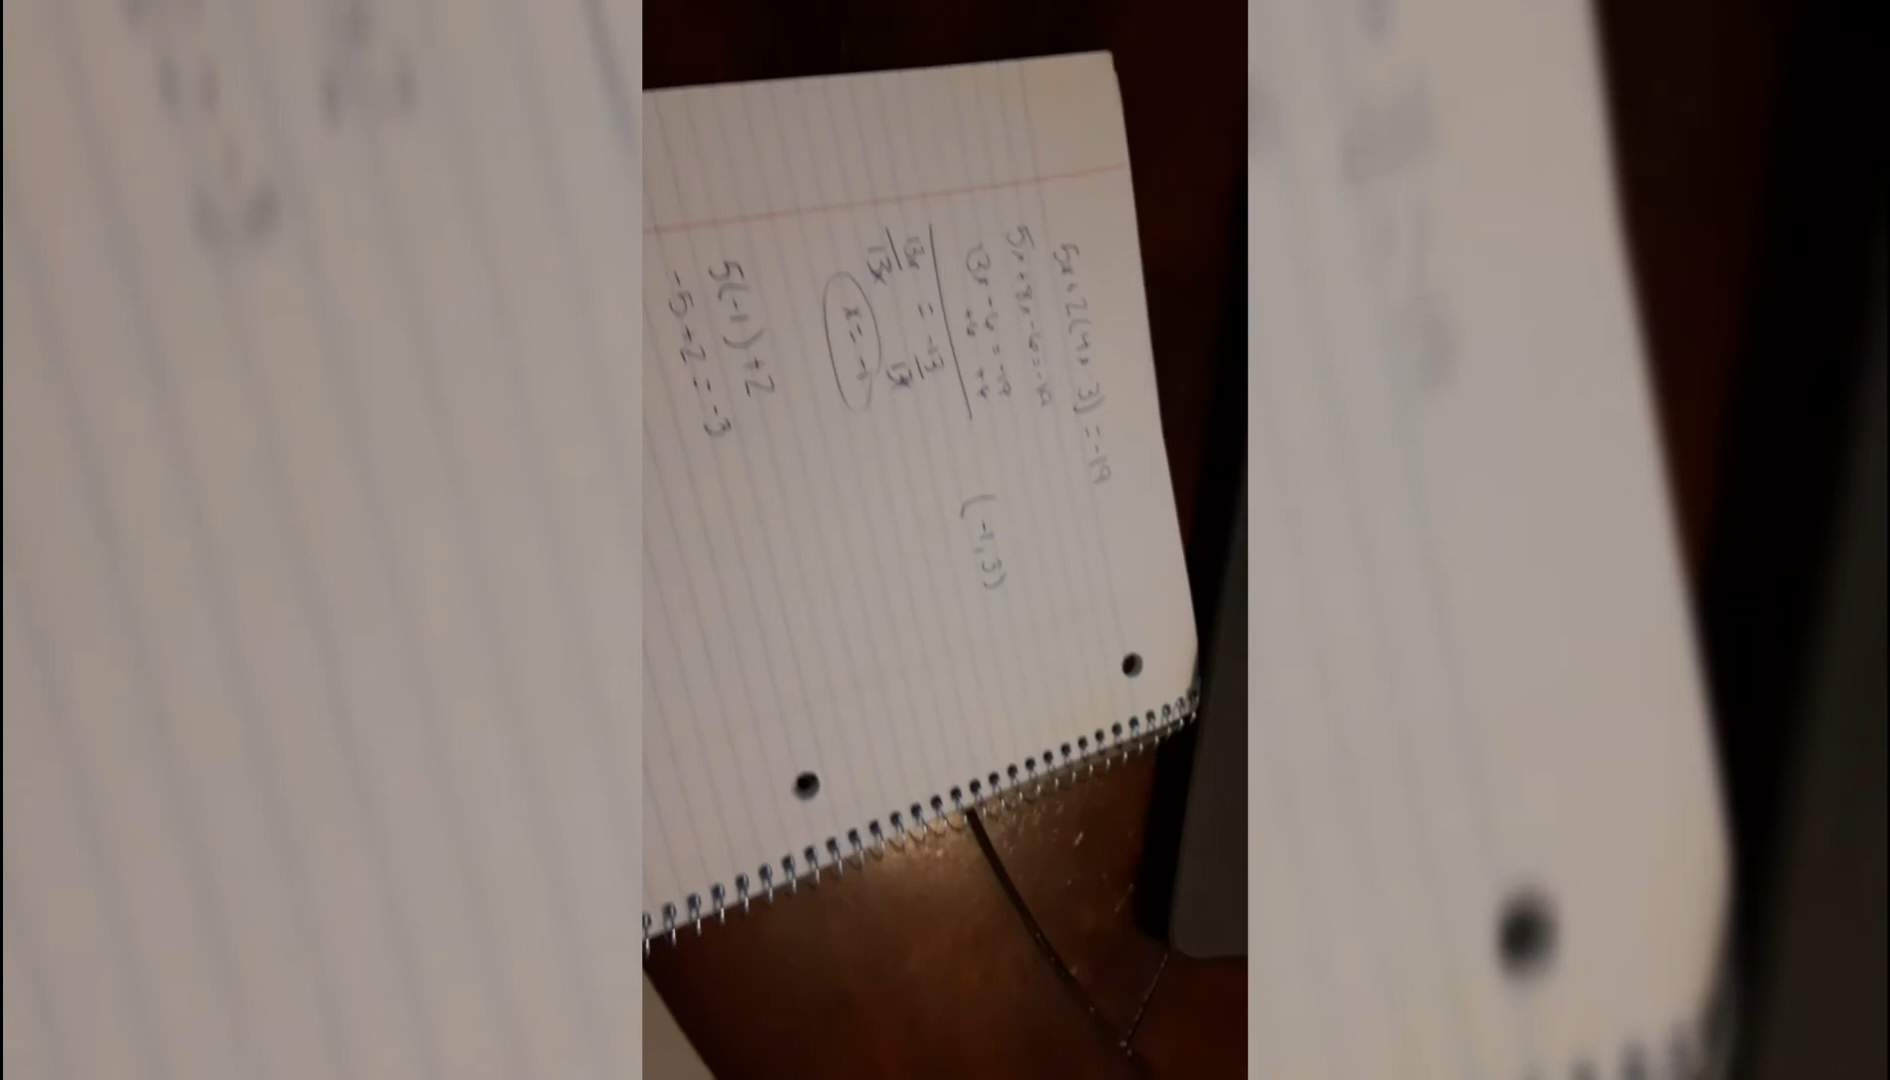 5x+2(4x-3) = -19
5x+8x-6=-19
13x-6=-19
+6 +6
13x = -13
13x 13x
x = -1
5(-1)+2
-5+2 = -3
(-1,3)